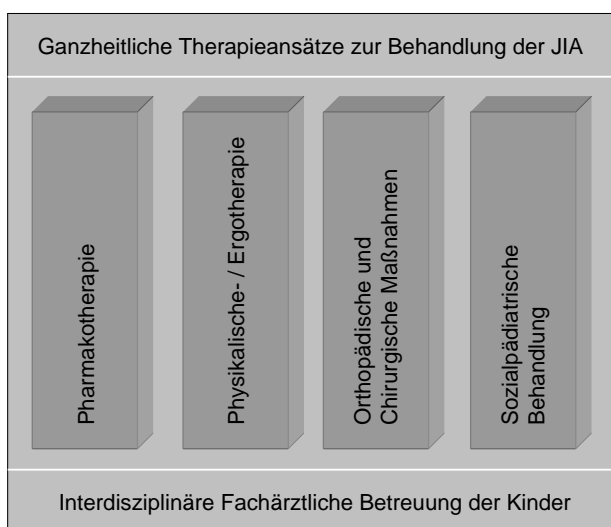 Ganzheitliche Therapieansätze zur Behandlung der JIA
Pharmakotherapie
Physikalische- / Ergotherapie
Orthopädische und
Chirurgische Maßnahmen
Sozialpädiatrische
Behandlung
Interdisziplinäre Fachärztliche Betreuung der Kinder